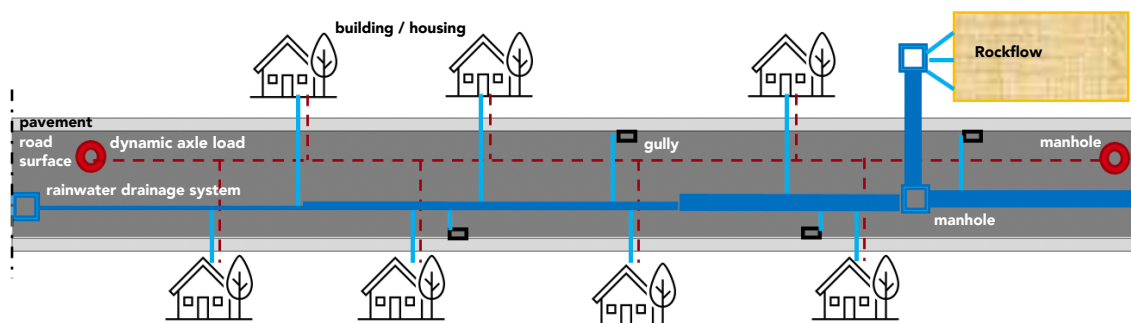 building / housing
Rockflow
pavement
road
surface
dynamic axle load
gully
manhole
rainwater drainage system
manhole